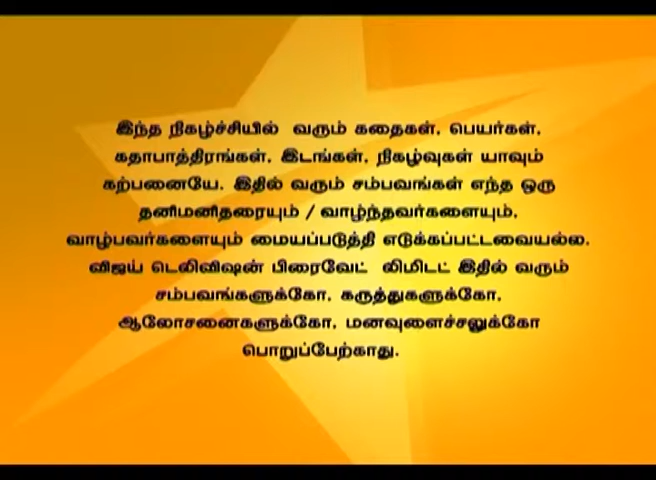 இந்த நிகழ்ச்சியில் வரும் கதைகள், பெயர்கள்,
கதாபாத்திரங்கள், இடங்கள், நிகழ்வுகள் யாவும்
கற்பனையே. இதில் வரும் சம்பவங்கள் எந்த ஒரு
தனிமனிதரையும் / வாழ்ந்தவர்களையும்,
வாழ்பவர்களையும் மையப்படுத்தி எடுக்கப்பட்டவையல்ல.
விஜய் டெலிவிஷன் பிரைவேட் லிமிடட் இதில் வரும்
சம்பவங்களுக்கோ, கருத்துகளுக்கோ,
ஆலோசனைகளுக்கோ, மனவுளைச்சலுக்கோ
பொறுப்பேற்காது.